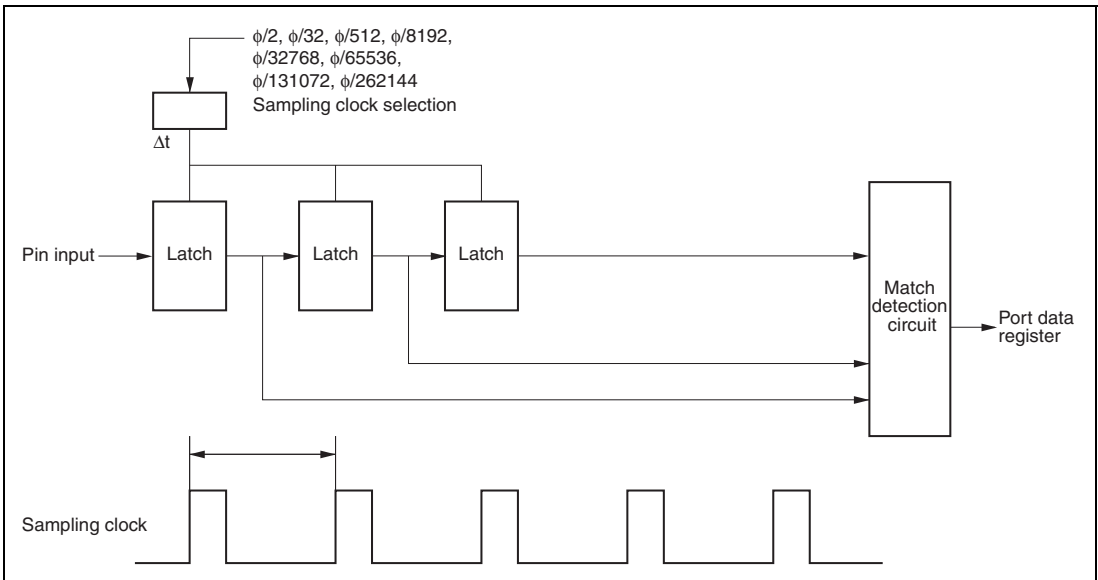 ϕ/2, ϕ/32, ϕ/512, ϕ/8192,
ϕ/32768, ϕ/65536,
ϕ/131072, ϕ/262144
Sampling clock selection
Δt
Pin input
Latch
Latch
Latch
Match
detection
circuit
Port data
register
Sampling clock